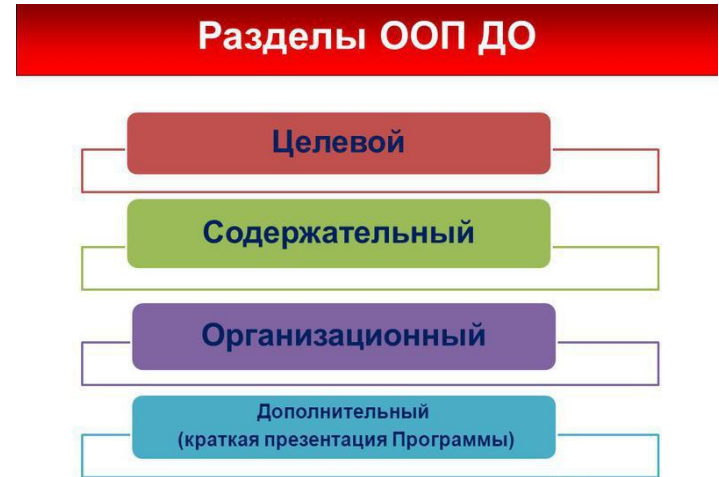 Разделы ООП ДО
Целевой
Содержательный
Организационный
Дополнительный
(краткая презентация Программы)